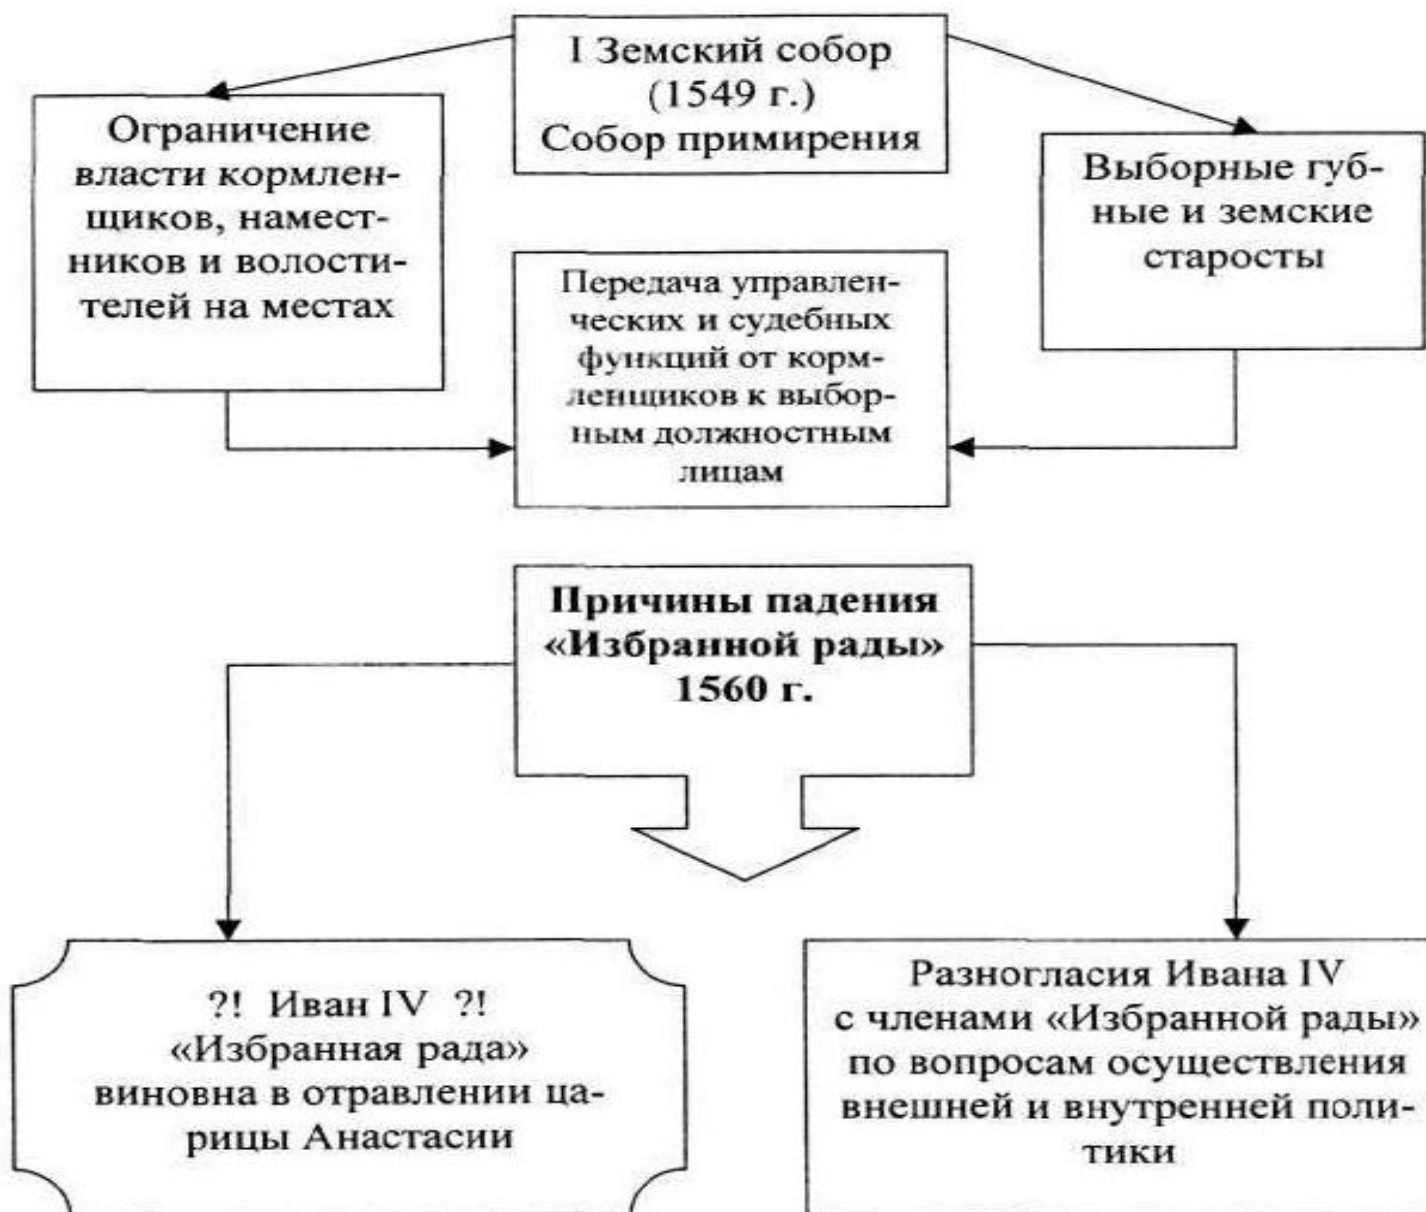 I Земский собор
(1549 г.)
Собор примирения
Ограничение
власти кормлен-
щиков, намест-
ников и волости-
телей на местах
Выборные губ-
ные и земские
старосты
Передача управлен-
ческих и судебных
функций от корм-
ленщиков к выбор-
ным должностным
лицам
Причины падения
«Избранной рады»
1560 г.
?! Иван IV ?!
«Избранная рада»
виновна в отравлении ца-
рицы Анастасии
Разногласия Ивана IV
с членами «Избранной рады»
по вопросам осуществления
внешней и внутренней поли-
тики